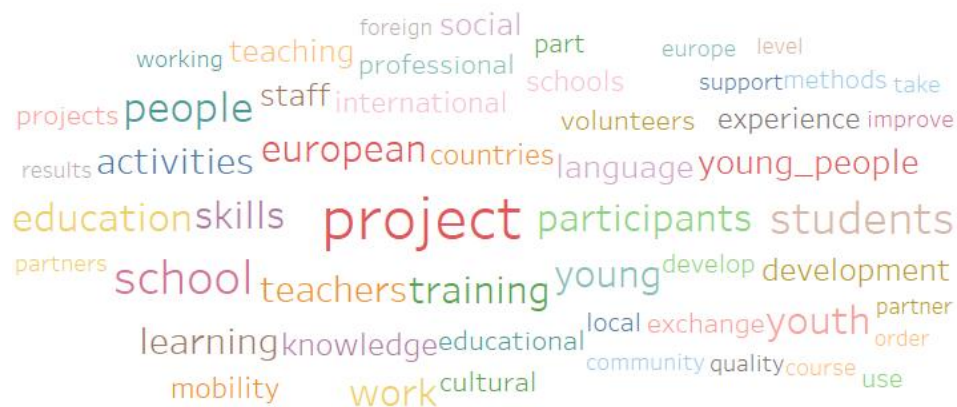 foreign social
working teaching professional part europe level
projects people staff international schools support methods take
volunteers experience improve
results activities european countries language young_people
education skills project participants students
partners school teachers training young develop development
learning knowledge educational local exchange youth partner
order
mobility work cultural community quality course use